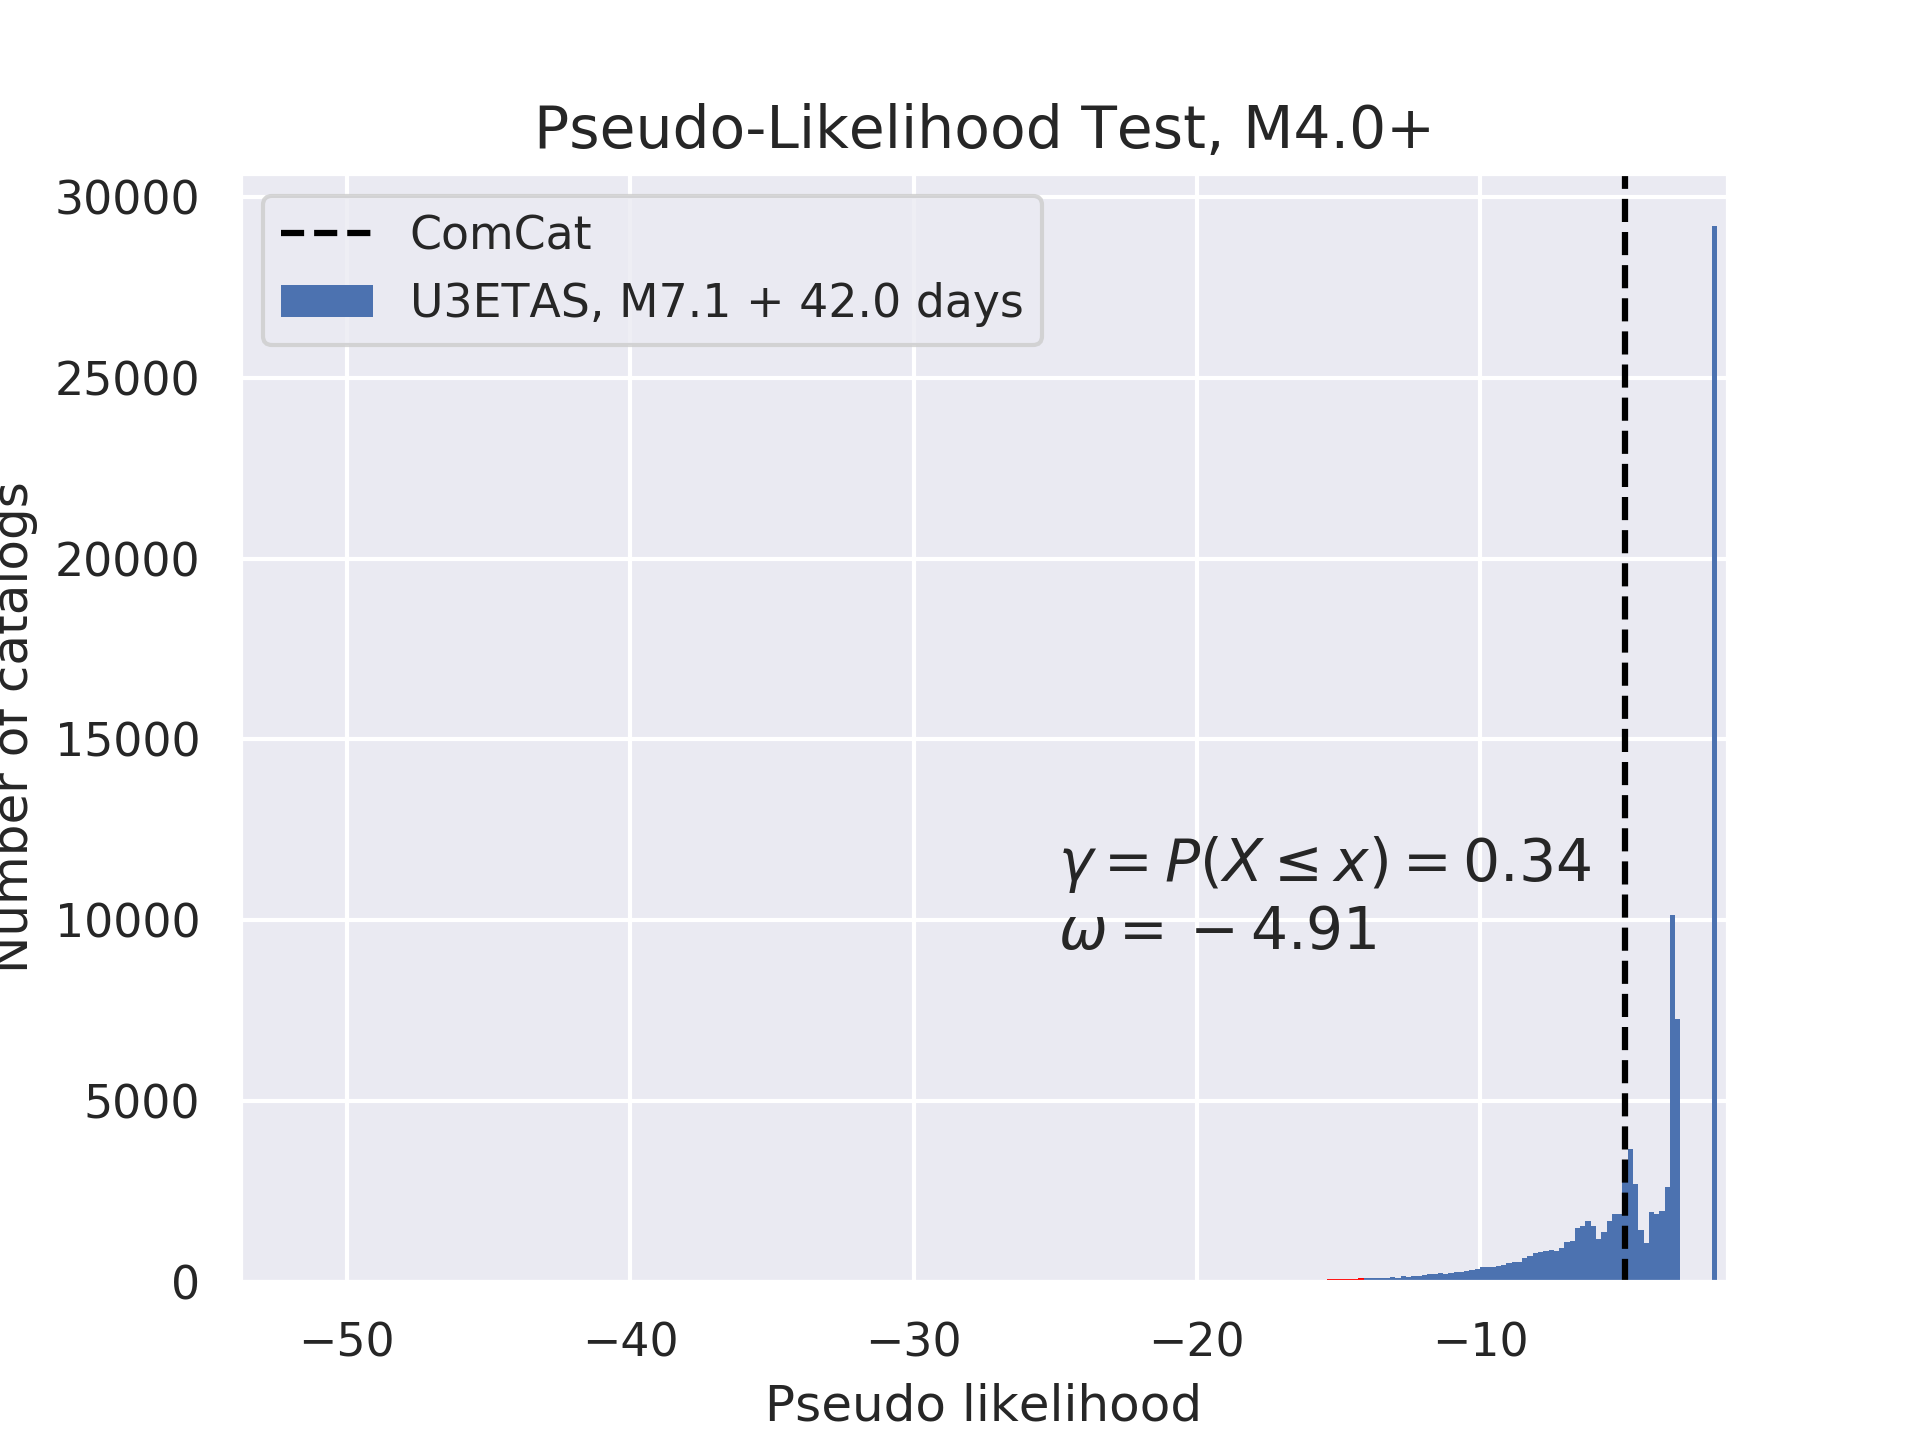 Pseudo-Likelihood Test, M4.0+
30000
25000
20000
15000
10000
5000
0
Number of catalogs
ComCat
U3ETAS, M7.1 + 42.0 days
γ = P(X ≤ x) = 0.34
ω = −4.91
−50 −40 −30 −20 −10
Pseudo likelihood